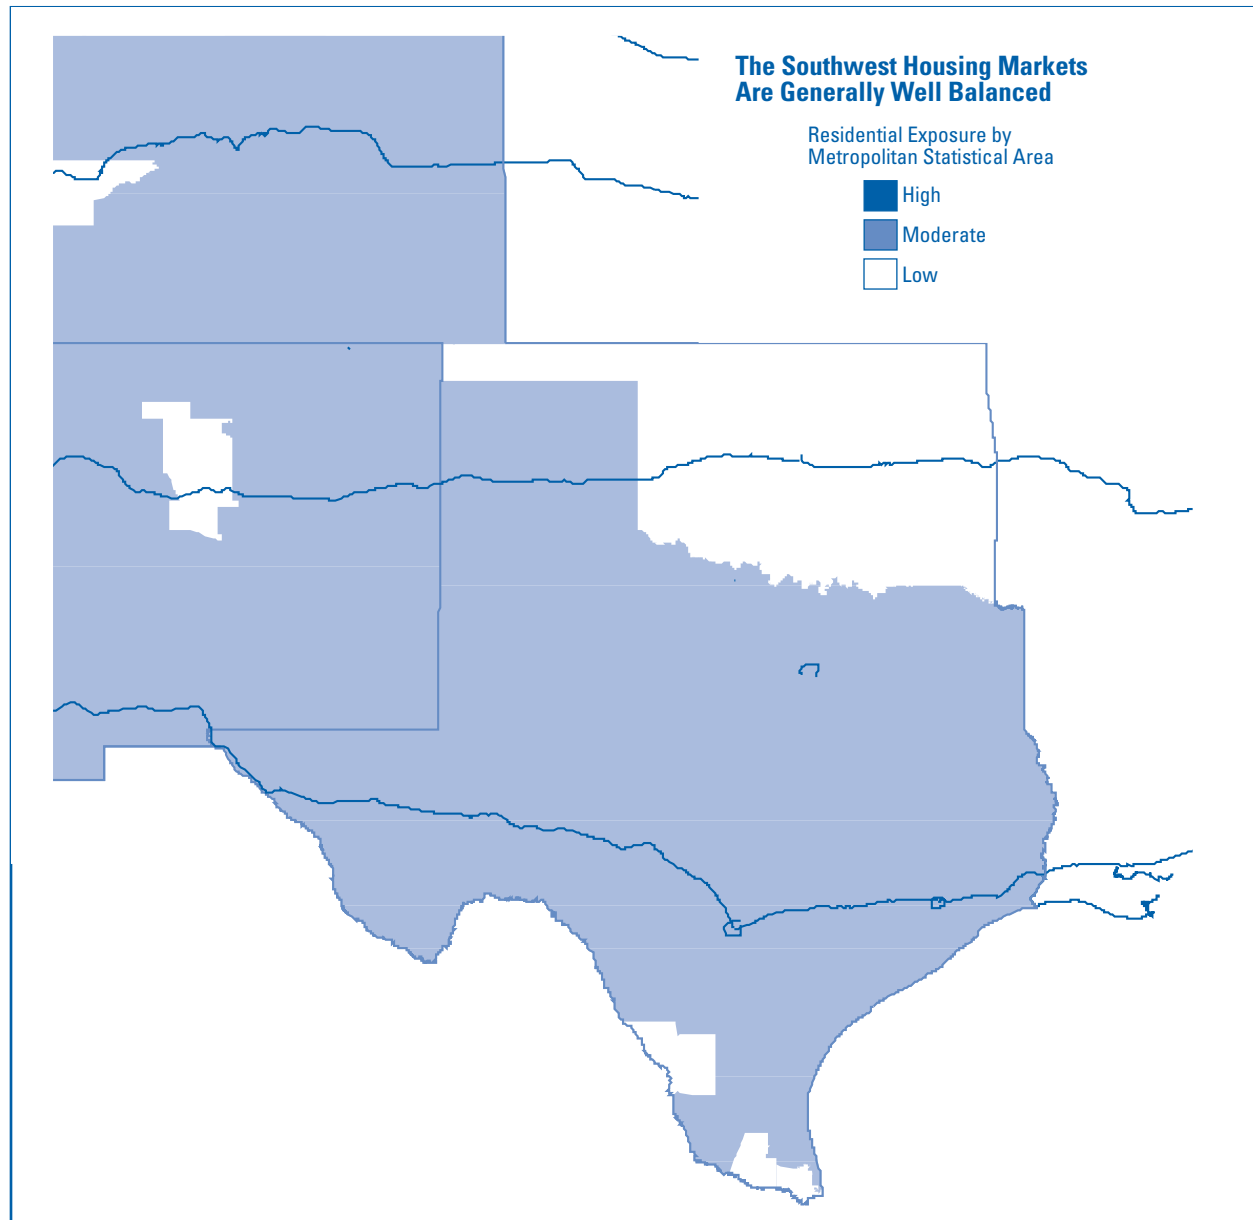 The Southwest Housing Markets
Are Generally Well Balanced
Residential Exposure by
Metropolitan Statistical Area
High
Moderate
Low